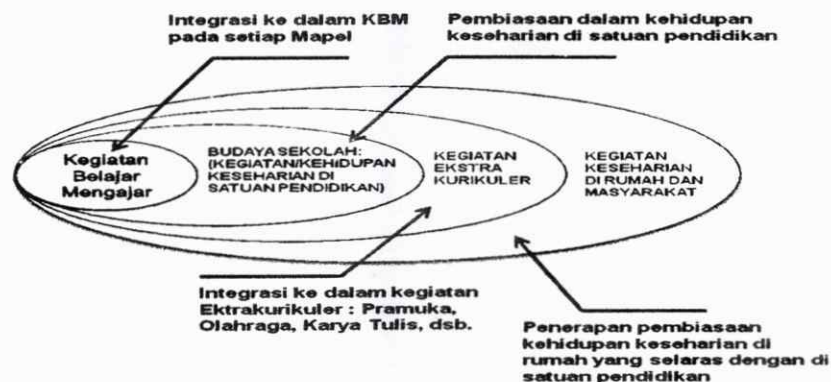 Integrasi ke dalam KBM
pada setiap Mapel
Pembiasaan dalam kehidupan
keseharian di satuan pendidikan
Kegiatan
Belajar
Mengajar
BUDAYA SEKOLAH:
(KEGIATAN/KEHIDUPAN
KESEHARIAN DI
SATUAN PENDIDIKAN)
KEGIATAN
EKSTRA
KURIKULER
KEGIATAN
KESEHARIAN
DI RUMAH DAN
MASYARAKAT
Integrasi ke dalam kegiatan
Ektrakurikuler : Pramuka,
Olahraga, Karya Tulis, dsb.
Penerapan pembiasaan
kehidupan keseharian di
rumah yang selaras dengan di
satuan pendidikan